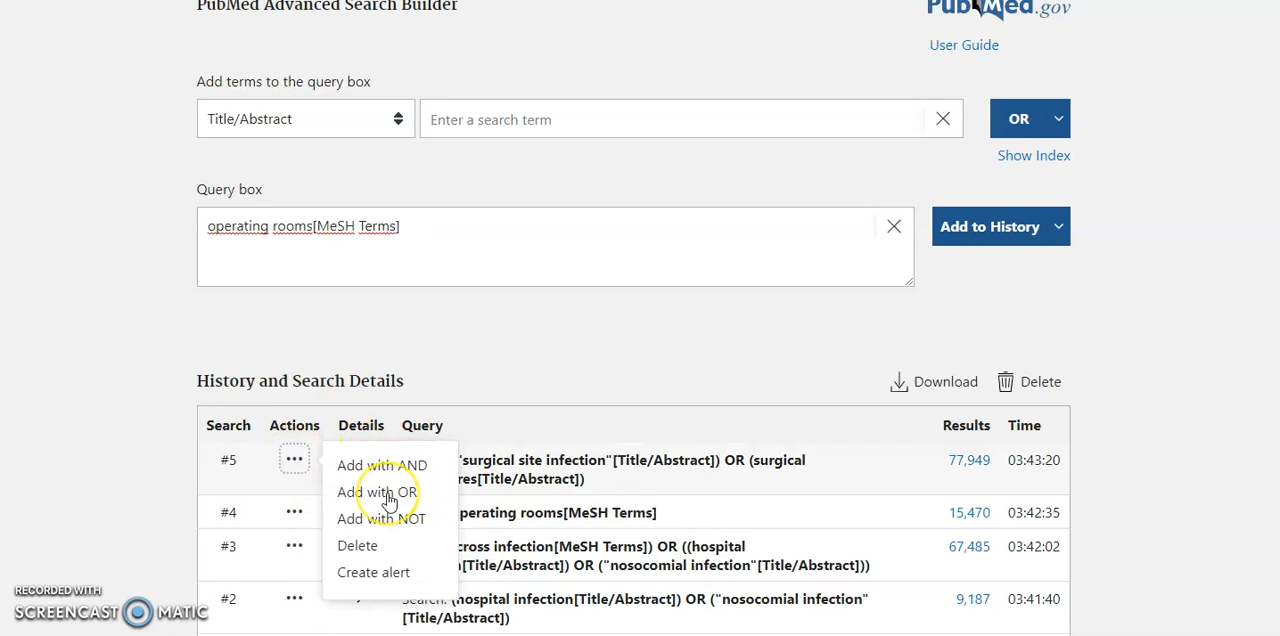 PubMed Advanced Search Builder
PubMed.gov
User Guide
Add terms to the query box
Title/Abstract
Enter a search term
OR
Show Index
Query box
operating rooms[MeSH Terms]
Add to History
History and Search Details
Download
Delete
Search Actions Details Query Results Time
#5
Add with AND
"surgical site infection"[Title/Abstract]) OR (surgical
[Title/Abstract])
77,949 03:43:20
Add with OR
#4
perating rooms[MeSH Terms]
15,470 03:42:35
Add with NOT
#3
Delete
cross infection[MeSH Terms]) OR ((hospital
[Title/Abstract]) OR ("nosocomial infection"[Title/Abstract]))
67,485 03:42:02
Create alert
#2
Search: (hospital infection[Title/Abstract]) OR ("nosocomial infection"
[Title/Abstract])
9,187 03:41:40
RECORDED WITH
SCREENCAST MATIC